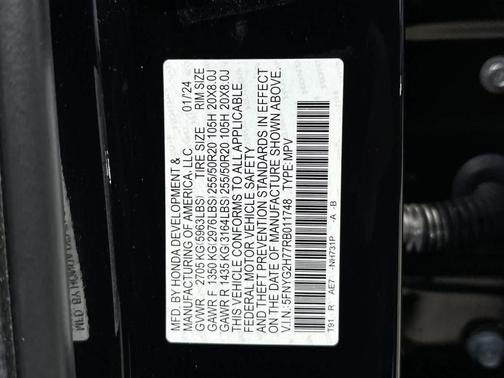 MFD. BY HONDA DEVELOPMENT &
MANUFACTURING OF AMERICA, LLC 01/24
GVWR 2705 KG(5963LBS) TIRE SIZE RIM SIZE
GAWR F 1350 KG(2976LBS) 255/50R20 105H 20X8.0J
GAWR R 1435 KG(3164LBS) 255/50R20 105H 20X8.0J
THIS VEHICLE CONFORMS TO ALL APPLICABLE
FEDERAL MOTOR VEHICLE SAFETY
AND THEFT PREVENTION STANDARDS IN EFFECT
ON THE DATE OF MANUFACTURE SHOWN ABOVE.
V.I.N.: 5FNYG2H77RB011748 TYPE: MPV
T91 R AE7 -NH731P -A -B